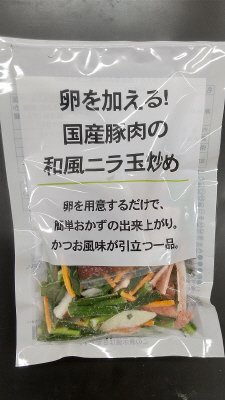 卵を加える!
国産豚肉の
和風ニラ玉炒め
卵を用意するだけで、
簡単おかずの出来上がり。
かつお風味が引立つ一品。